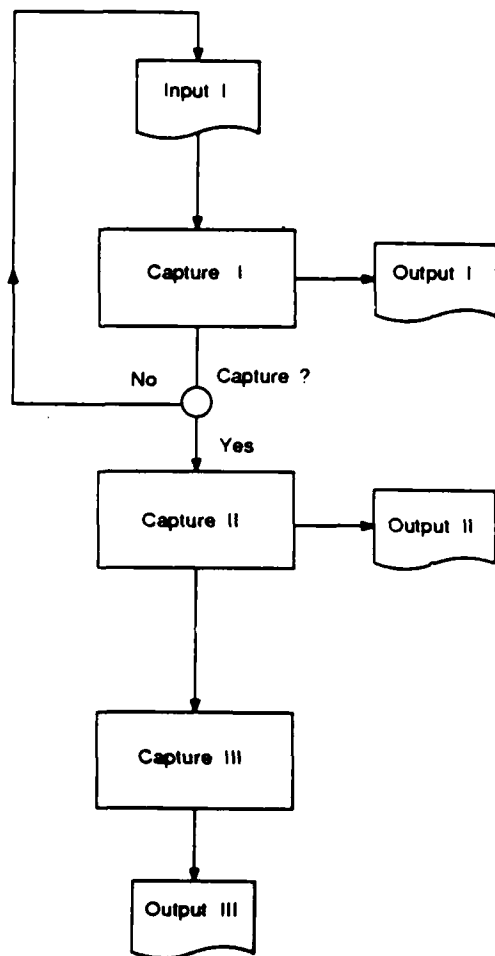 Input I
Capture I
Output I
No
Capture ?
Yes
Capture II
Output II
Capture III
Output III